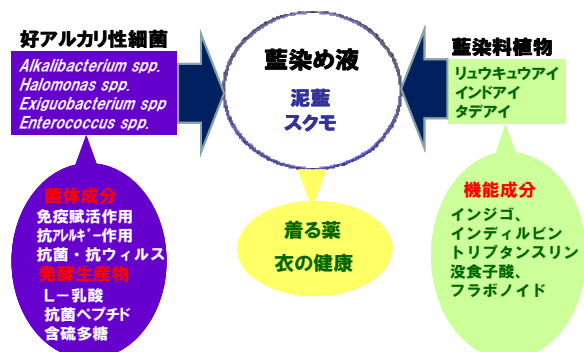 好アルカリ性細菌
Alkalibacterium spp.
Halomonas spp.
Exiguobacterium spp
Enterococcus spp.
菌体成分
免疫賦活作用
抗アレルギー作用
抗菌・抗ウィルス
発酵生産物
L－乳酸
抗菌ペプチド
含硫多糖
藍染め液
泥藍
スクモ
着る薬
衣の健康
藍染料植物
リュウキュウアイ
インドアイ
タデアイ
機能成分
インジゴ、
インディルビン
トリプタンスリン
没食子酸、
フラボノイド